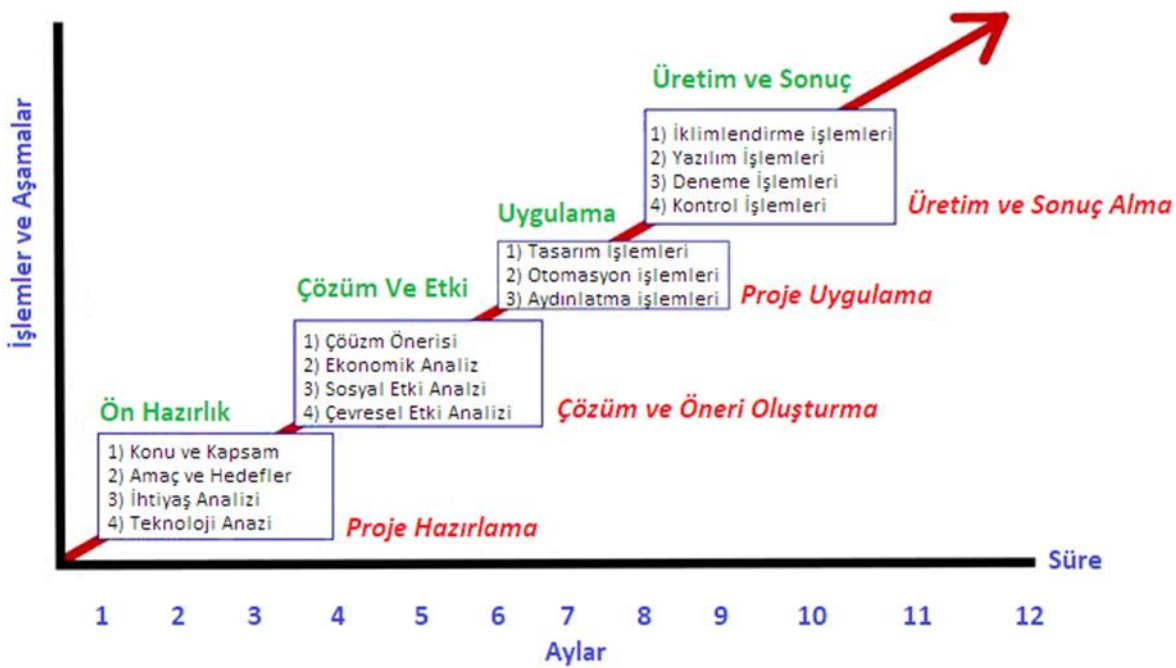 Üretim ve Sonuç
1) İklimlendirme işlemleri
2) Yazılım İşlemleri
3) Deneme İşlemleri
4) Kontrol İşlemleri
Üretim ve Sonuç Alma
Uygulama
1) Tasarım İşlemleri
2) Otomasyon işlemleri
3) Aydınlatma işlemleri
Proje Uygulama
Çözüm Ve Etki
1) Çöüzm Önerisi
2) Ekonomik Analiz
3) Sosyal Etki Analzi
4) Çevresel Etki Analizi
Çözüm ve Öneri Oluşturma
Ön Hazırlık
1) Konu ve Kapsam
2) Amaç ve Hedefler
3) İhtiyaş Analizi
4) Teknoloji Anazi
Proje Hazırlama
İşlemler ve Aşamalar
Süre
1 2 3 4 5 6 7 8 9 10 11 12
Aylar